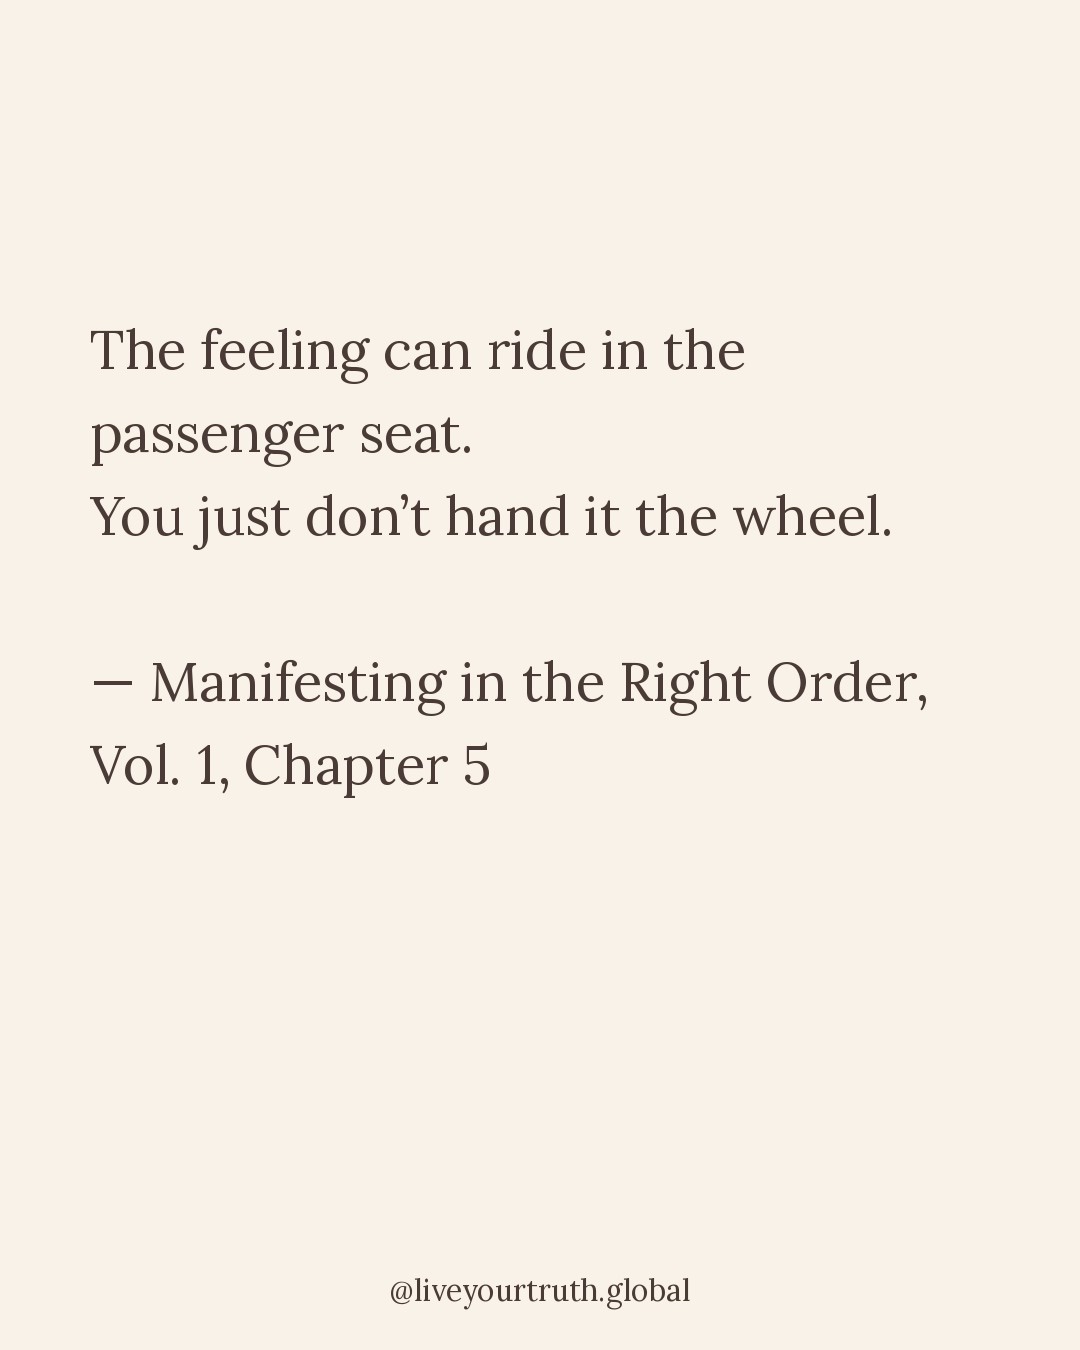 The feeling can ride in the
passenger seat.
You just don’t hand it the wheel.
— Manifesting in the Right Order,
Vol. 1, Chapter 5
@liveyourtruth.global